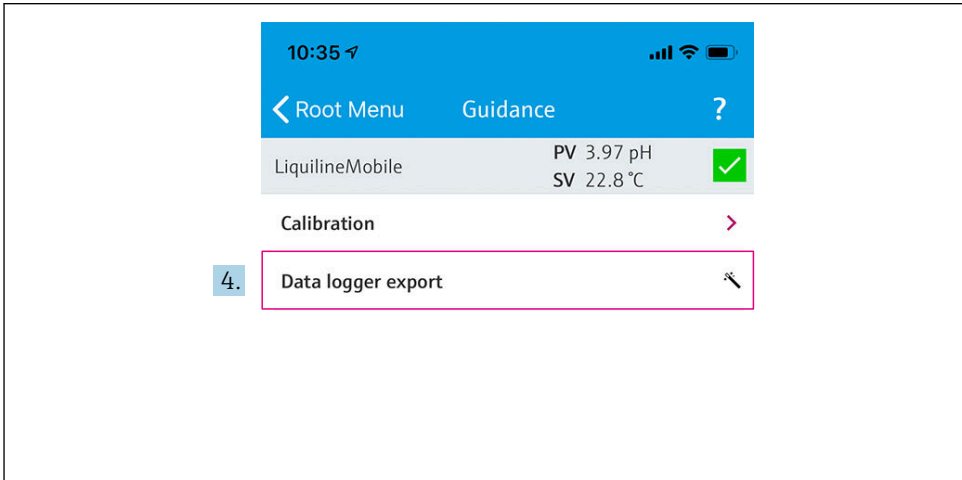 10:35
Root Menu Guidance ?
LiquilineMobile
PV 3.97 pH
SV 22.8 °C
Calibration
4. Data logger export